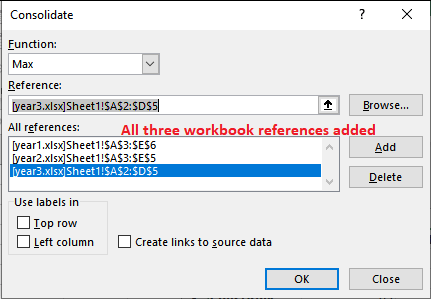 Consolidate
Function:
Max
Reference:
[year3.xlsx]Sheet1!$A$2:$D$5
Browse...
All references:
All three workbook references added
[year1.xlsx]Sheet1!$A$3:$E$6
[year2.xlsx]Sheet1!$A$3:$E$5
[year3.xlsx]Sheet1!$A$2:$D$5
Add
Delete
Use labels in
Top row
Left column
Create links to source data
OK
Close